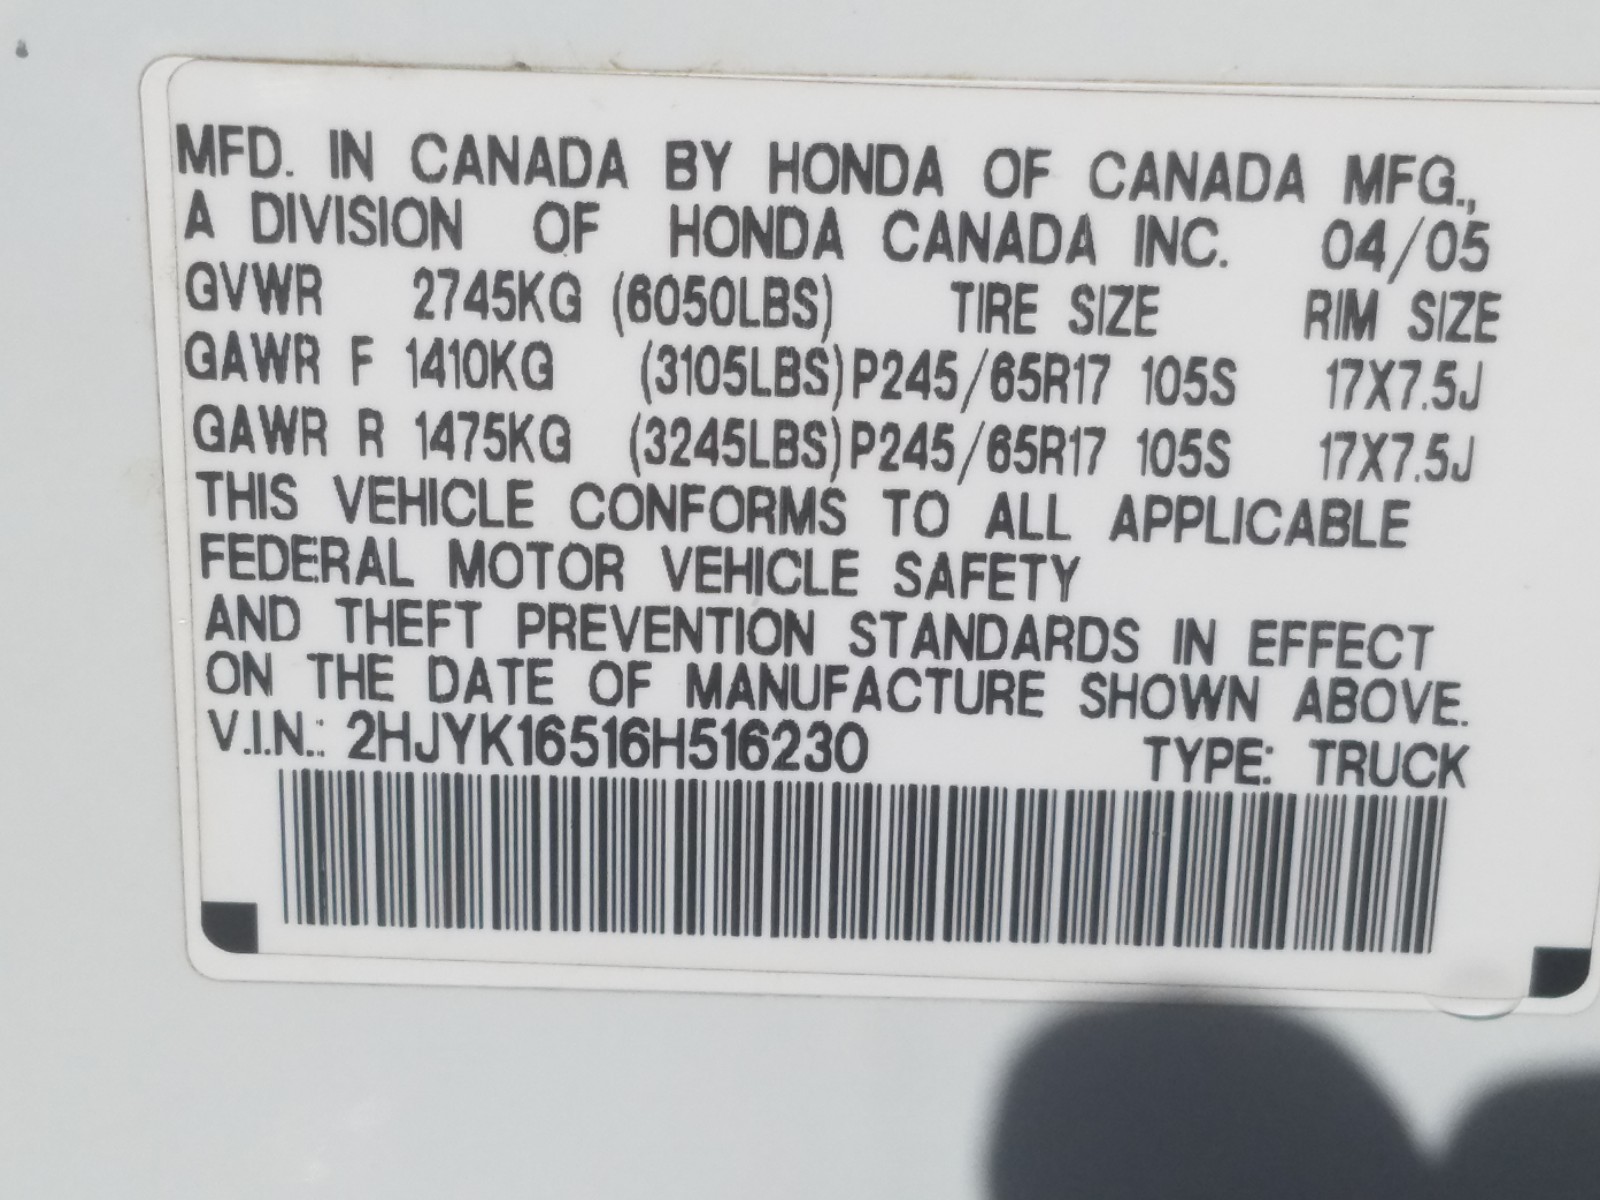 MFD. IN CANADA BY HONDA OF CANADA MFG.,
A DIVISION OF HONDA CANADA INC. 04/05
GVWR 2745KG (6050LBS) TIRE SIZE RIM SIZE
GAWR F 1410KG (3105LBS) P245/65R17 105S 17X7.5J
GAWR R 1475KG (3245LBS) P245/65R17 105S 17X7.5J
THIS VEHICLE CONFORMS TO ALL APPLICABLE
FEDERAL MOTOR VEHICLE SAFETY
AND THEFT PREVENTION STANDARDS IN EFFECT
ON THE DATE OF MANUFACTURE SHOWN ABOVE.
V.I.N.: 2HJYK16516H516230 TYPE: TRUCK